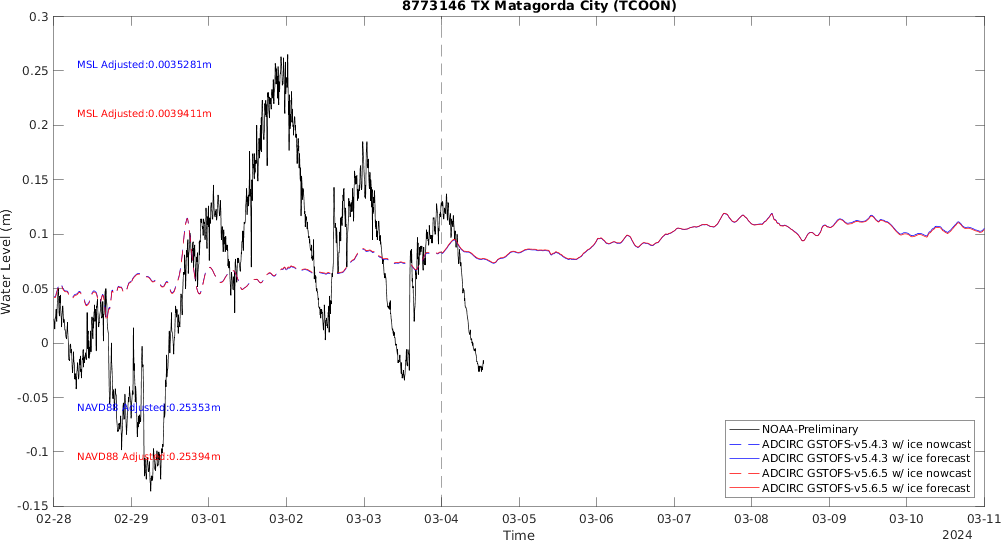 8773146 TX Matagorda City (TCOON)
0.3
0.25
0.2
0.15
0.1
0.05
0
-0.05
-0.1
-0.15
Water Level (m)
MSL Adjusted:0.0035281m
MSL Adjusted:0.0039411m
NAVD88 Adjusted:0.25353m
NAVD88 Adjusted:0.25394m
NOAA-Preliminary
ADCIRC GSTOFS-v5.4.3 w/ ice nowcast
ADCIRC GSTOFS-v5.4.3 w/ ice forecast
ADCIRC GSTOFS-v5.6.5 w/ ice nowcast
ADCIRC GSTOFS-v5.6.5 w/ ice forecast
02-28 02-29 03-01 03-02 03-03 03-04 03-05 03-06 03-07 03-08 03-09 03-10 03-11
Time
2024